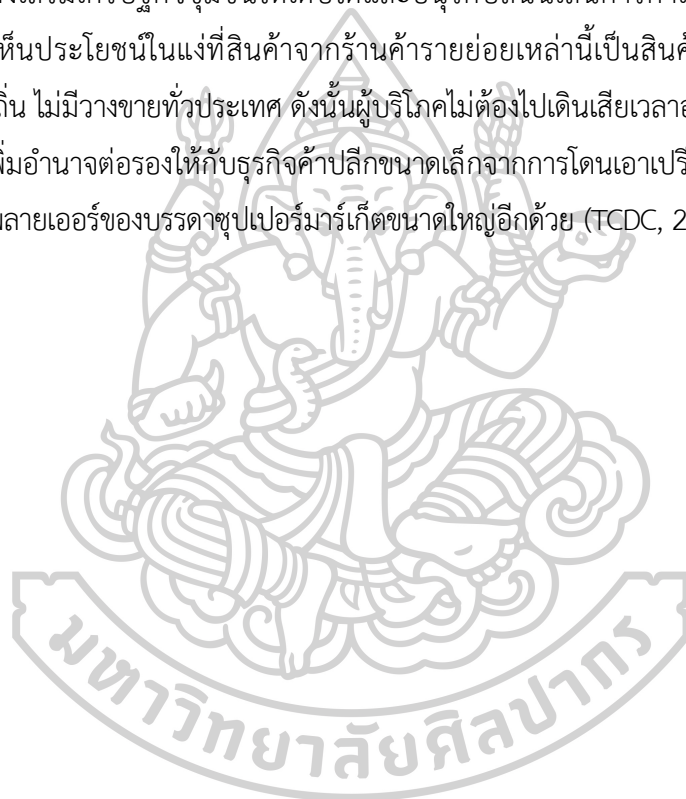 เห็นประโยชน์ในแง่ที่สินค้าจากร้านค้ารายย่อยเหล่านี้เป็นสินค้
ถิ่น ไม่มีวางขายทั่วประเทศ ดังนั้นผู้บริโภคไม่ต้องไปเดินเสียเวลา
พิ่มอำนาจต่อรองให้กับธุรกิจค้าปลีกขนาดเล็กจากการโดนเอาเปรี
พลายเออร์ของบรรดาซุปเปอร์มาร์เก็ตขนาดใหญ่อีกด้วย (TCDC, 2
มหาวิทยาลัยศิลปากร